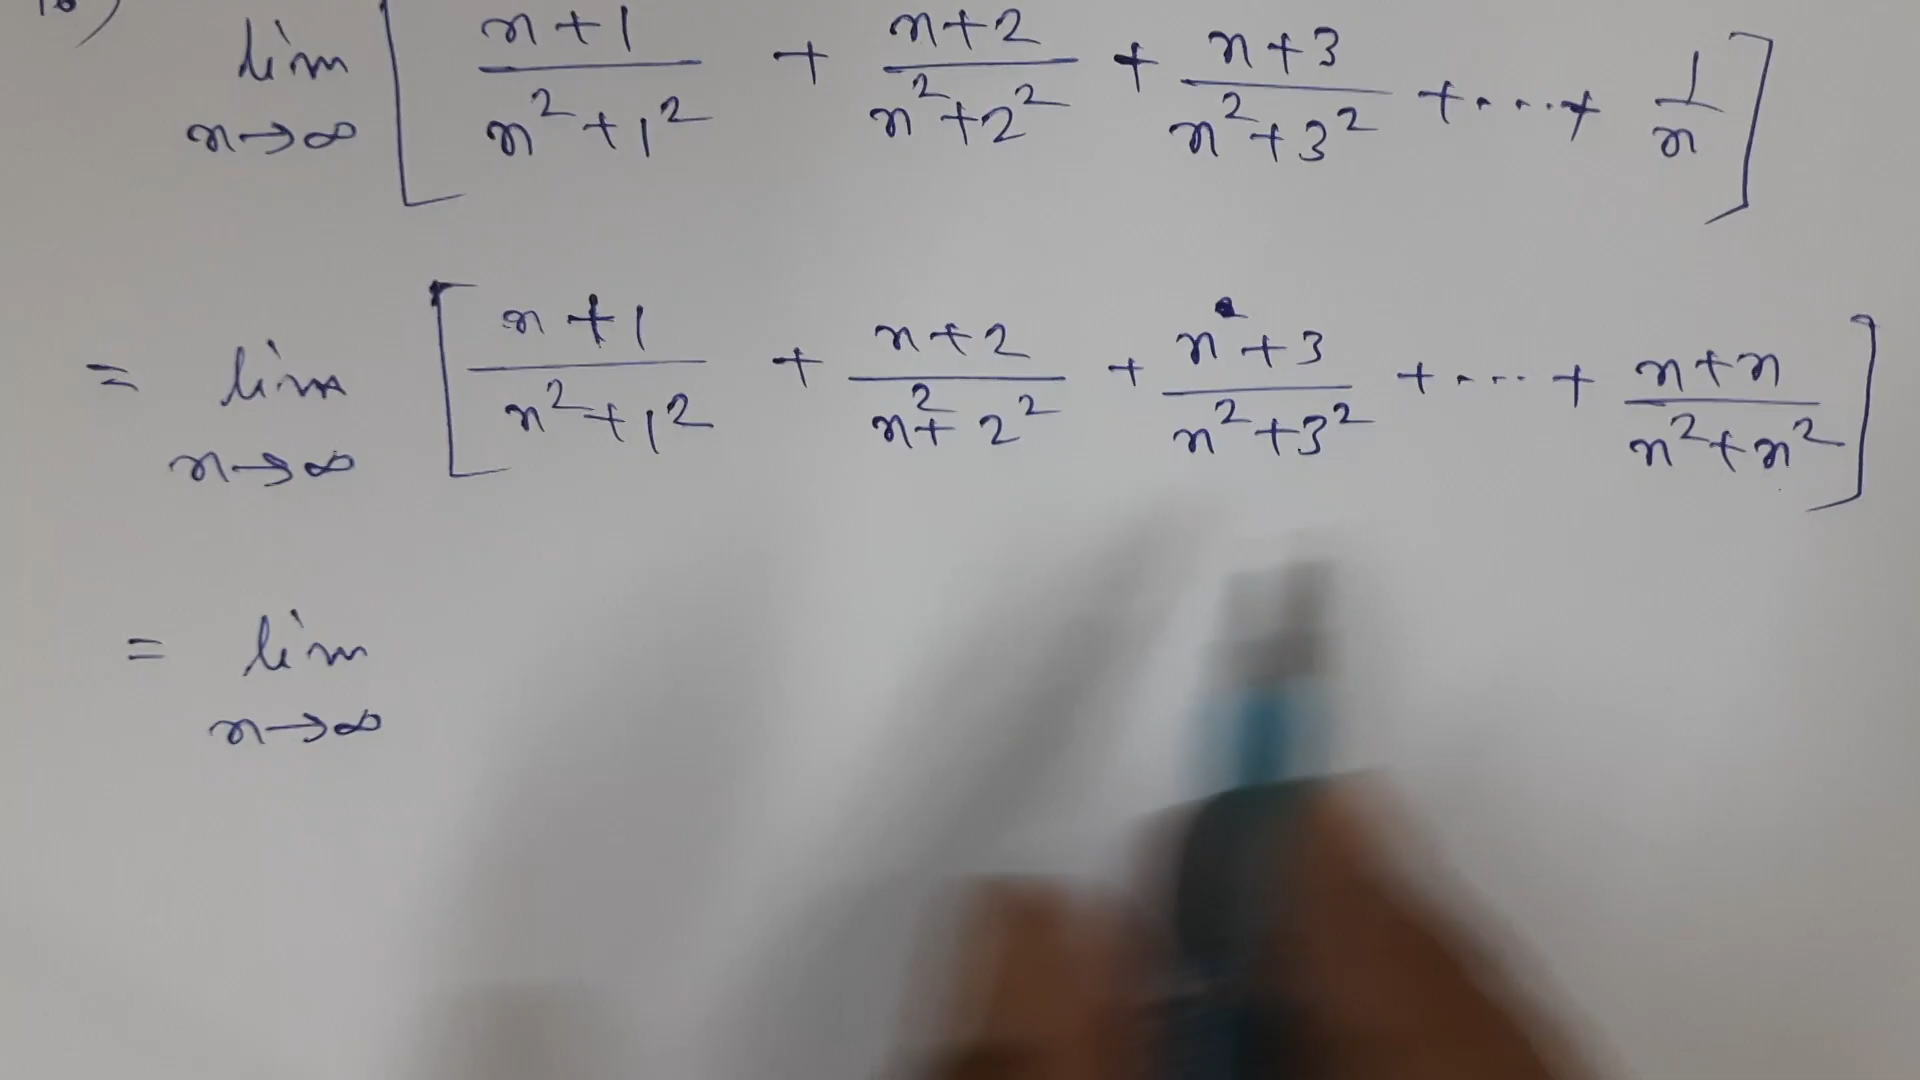 lim n→∞ [ (n+1)/(n²+1²) + (n+2)/(n²+2²) + (n+3)/(n²+3²) + ... + 1/n ]
= lim n→∞ [ (n+1)/(n²+1²) + (n+2)/(n²+2²) + (n+3)/(n²+3²) + ... + (n+n)/(n²+n²) ]
= lim n→∞